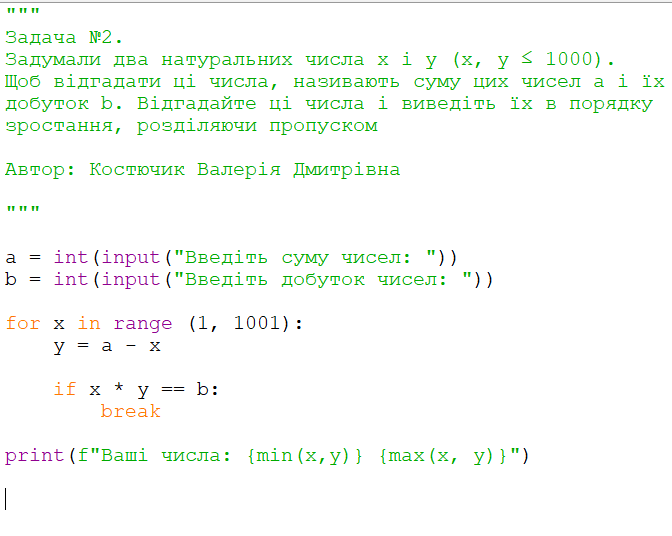 """
Задача №2.
Задумали два натуральних числа x і y (x, y ≤ 1000).
Щоб відгадати ці числа, називають суму цих чисел a і їх
добуток b. Відгадайте ці числа і виведіть їх в порядку
зростання, розділяючи пропуском
Автор: Костючик Валерія Дмитрівна
"""
a = int(input("Введіть суму чисел: "))
b = int(input("Введіть добуток чисел: "))
for x in range (1, 1001):
    y = a - x
    if x * y == b:
        break
print(f"Ваші числа: {min(x,y)} {max(x, y)}")